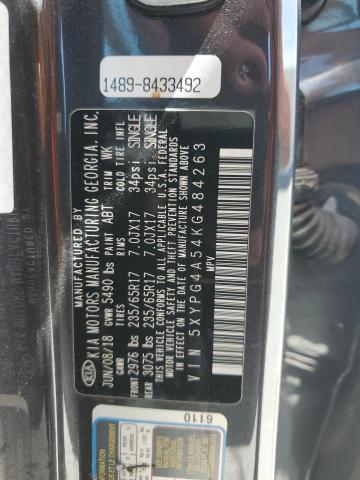 1489-8433492
MANUFACTURED BY
KIA KIA MOTORS MANUFACTURING GEORGIA, INC.
JUN/08/18 GVWR 5490 lbs PAINT ABT TRIM WK
GAWR TIRES RIMS COLD TIRE INFL.
FRONT 2976 lbs 235/65R17 7.0JX17 34psi SINGLE
REAR 3075 lbs 235/65R17 7.0JX17 34psi SINGLE
THIS VEHICLE CONFORMS TO ALL APPLICABLE U.S.A. FEDERAL
MOTOR VEHICLE SAFETY AND THEFT PREVENTION STANDARDS
IN EFFECT ON THE DATE OF MANUFACTURE SHOWN ABOVE.
VIN : 5XYPG4A54KG484263
MPV
6110